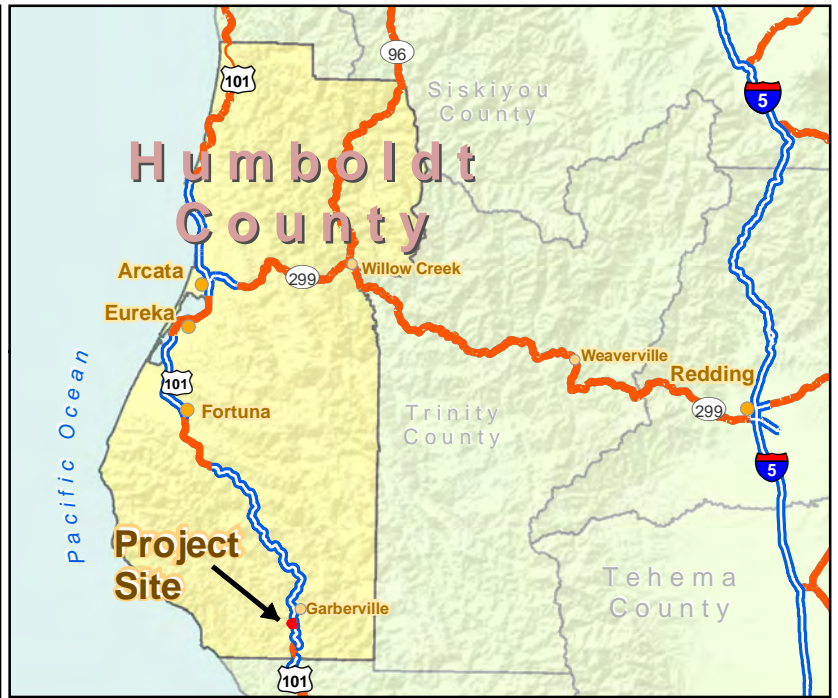 101
96
Siskiyou
County
5
Humboldt
County
Arcata
299
Willow Creek
Eureka
Weaverville
Redding
101
Fortuna
299
Trinity
County
Pacific Ocean
5
Project
Site
Tehema
County
Garberville
101